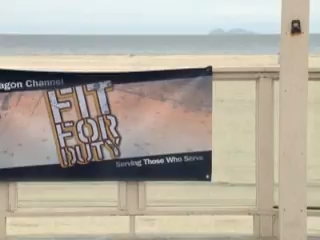 agon Channel
FIT
FOR
DUTY
Serving Those Who Serve